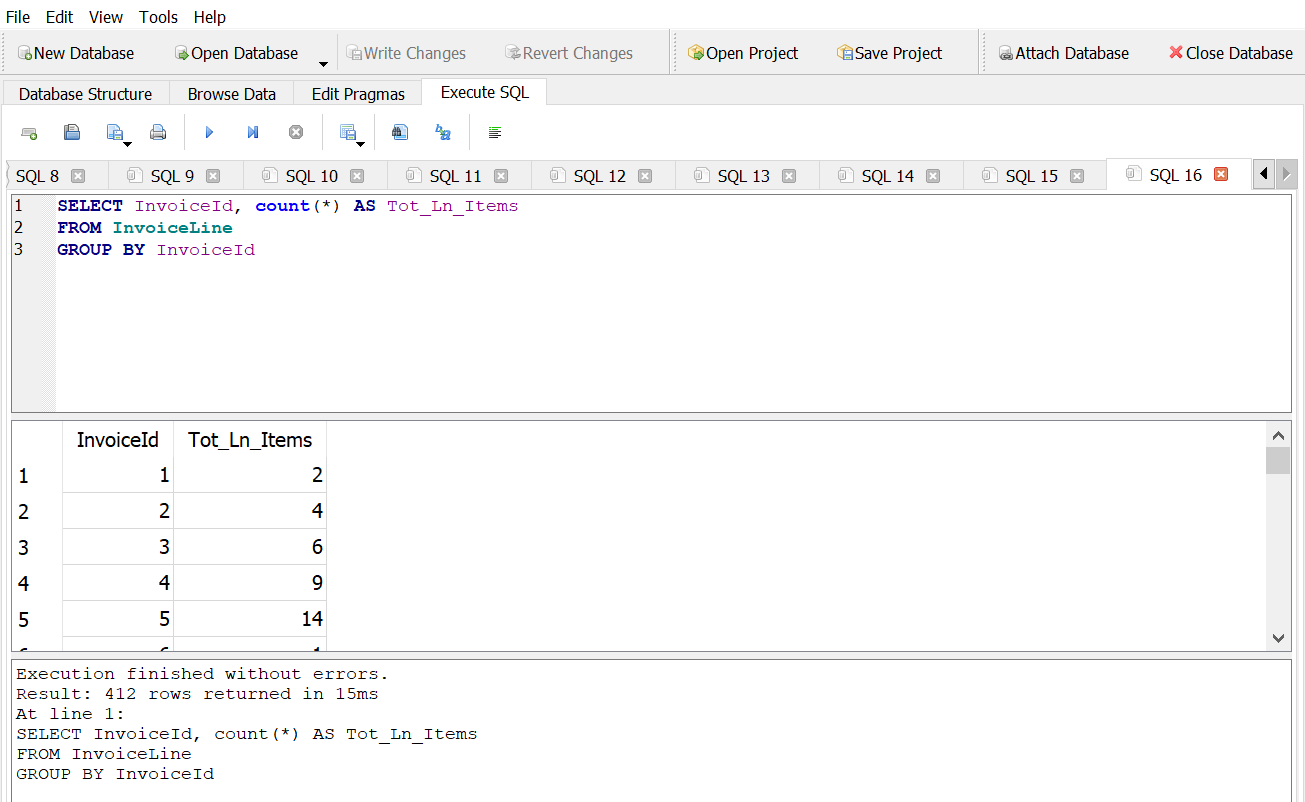 File Edit View Tools Help
New Database Open Database Write Changes Revert Changes Open Project Save Project Attach Database Close Database
Database Structure Browse Data Edit Pragmas Execute SQL
SQL 8 SQL 9 SQL 10 SQL 11 SQL 12 SQL 13 SQL 14 SQL 15 SQL 16
1 SELECT InvoiceId, count(*) AS Tot_Ln_Items
2 FROM InvoiceLine
3 GROUP BY InvoiceId
InvoiceId Tot_Ln_Items
1 1 2
2 2 4
3 3 6
4 4 9
5 5 14
Execution finished without errors.
Result: 412 rows returned in 15ms
At line 1:
SELECT InvoiceId, count(*) AS Tot_Ln_Items
FROM InvoiceLine
GROUP BY InvoiceId